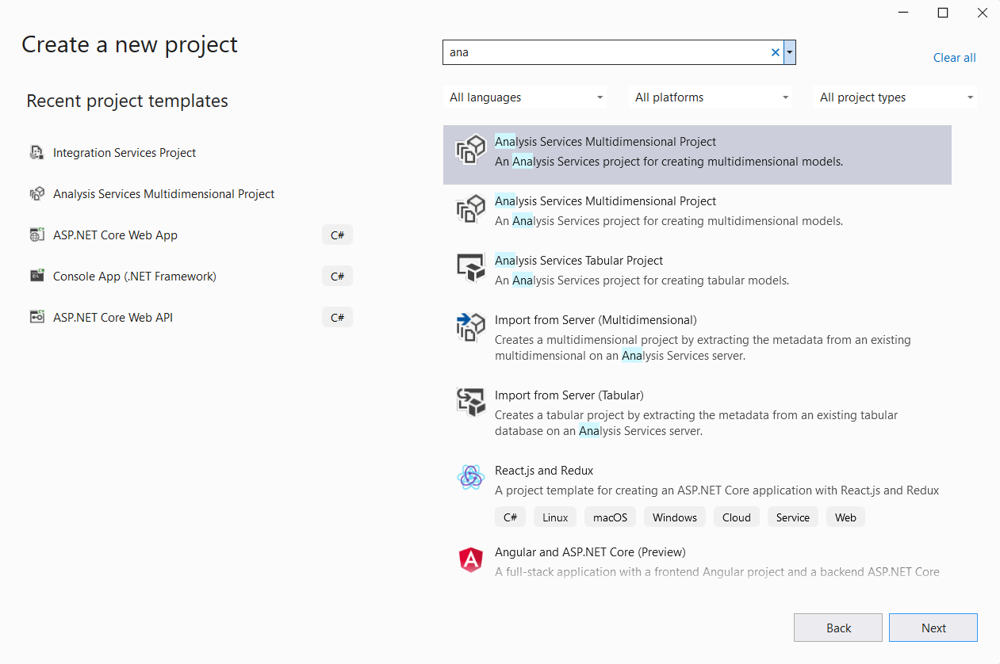 Create a new project
Recent project templates
Integration Services Project
Analysis Services Multidimensional Project
ASP.NET Core Web App C#
Console App (.NET Framework) C#
ASP.NET Core Web API C#
ana
Clear all
All languages All platforms All project types
Analysis Services Multidimensional Project
An Analysis Services project for creating multidimensional models.
Analysis Services Multidimensional Project
An Analysis Services project for creating multidimensional models.
Analysis Services Tabular Project
An Analysis Services project for creating tabular models.
Import from Server (Multidimensional)
Creates a multidimensional project by extracting the metadata from an existing
multidimensional on an Analysis Services server.
Import from Server (Tabular)
Creates a tabular project by extracting the metadata from an existing tabular
database on an Analysis Services server.
React.js and Redux
A project template for creating an ASP.NET Core application with React.js and Redux
C# Linux macOS Windows Cloud Service Web
Angular and ASP.NET Core (Preview)
A full-stack application with a frontend Angular project and a backend ASP.NET Core
Back Next